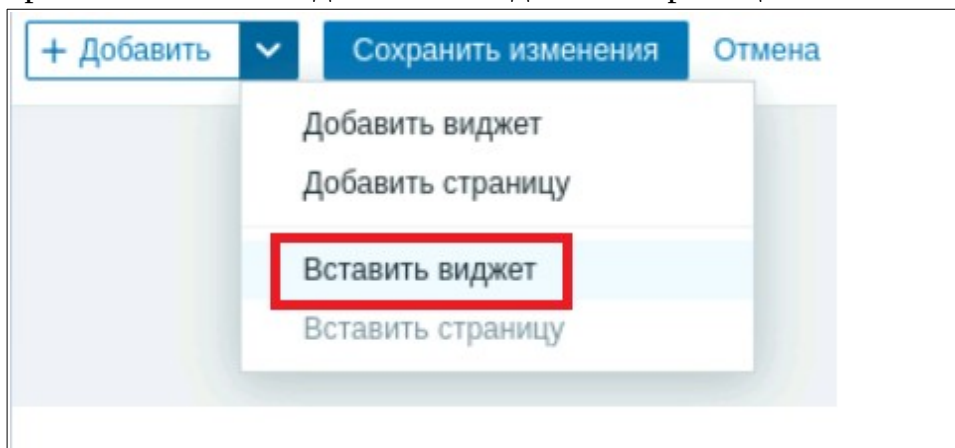 + Добавить Сохранить изменения Отмена
Добавить виджет
Добавить страницу
Вставить виджет
Вставить страницу